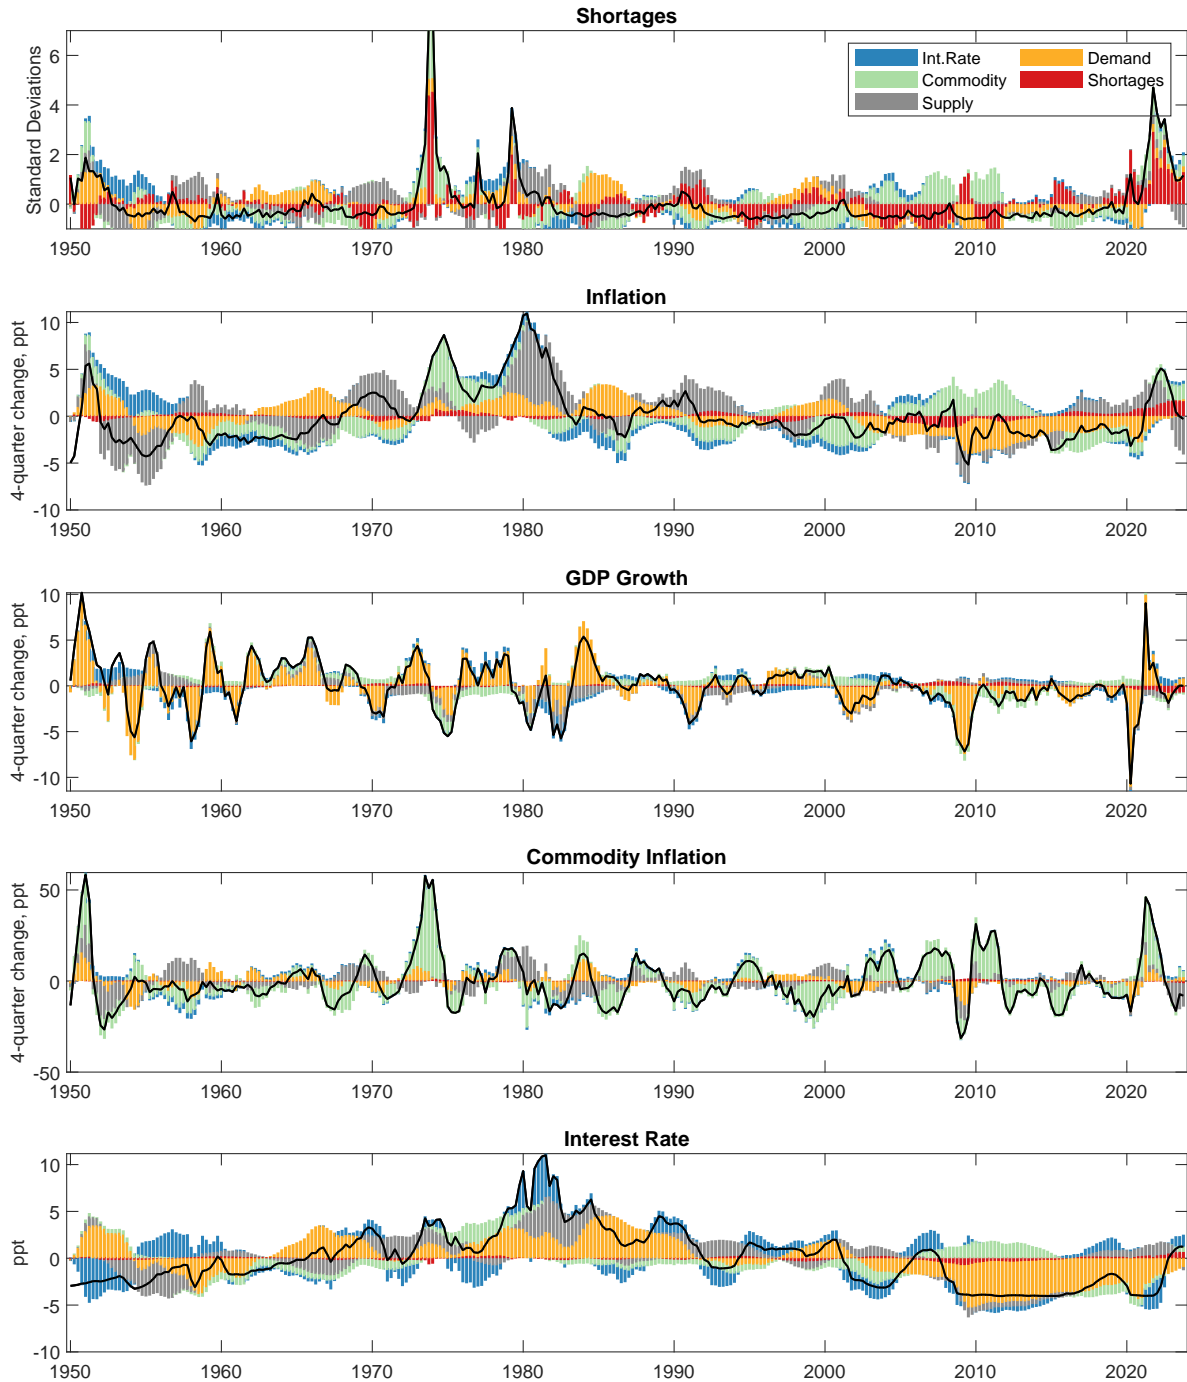 Shortages
Standard Deviations
6
4
2
0
Int.Rate
Demand
Commodity
Shortages
Supply
1950 1960 1970 1980 1990 2000 2010 2020
Inflation
4-quarter change, ppt
10
5
0
-5
-10
1950 1960 1970 1980 1990 2000 2010 2020
GDP Growth
4-quarter change, ppt
10
5
0
-5
-10
1950 1960 1970 1980 1990 2000 2010 2020
Commodity Inflation
4-quarter change, ppt
50
0
-50
1950 1960 1970 1980 1990 2000 2010 2020
Interest Rate
ppt
10
5
0
-5
-10
1950 1960 1970 1980 1990 2000 2010 2020